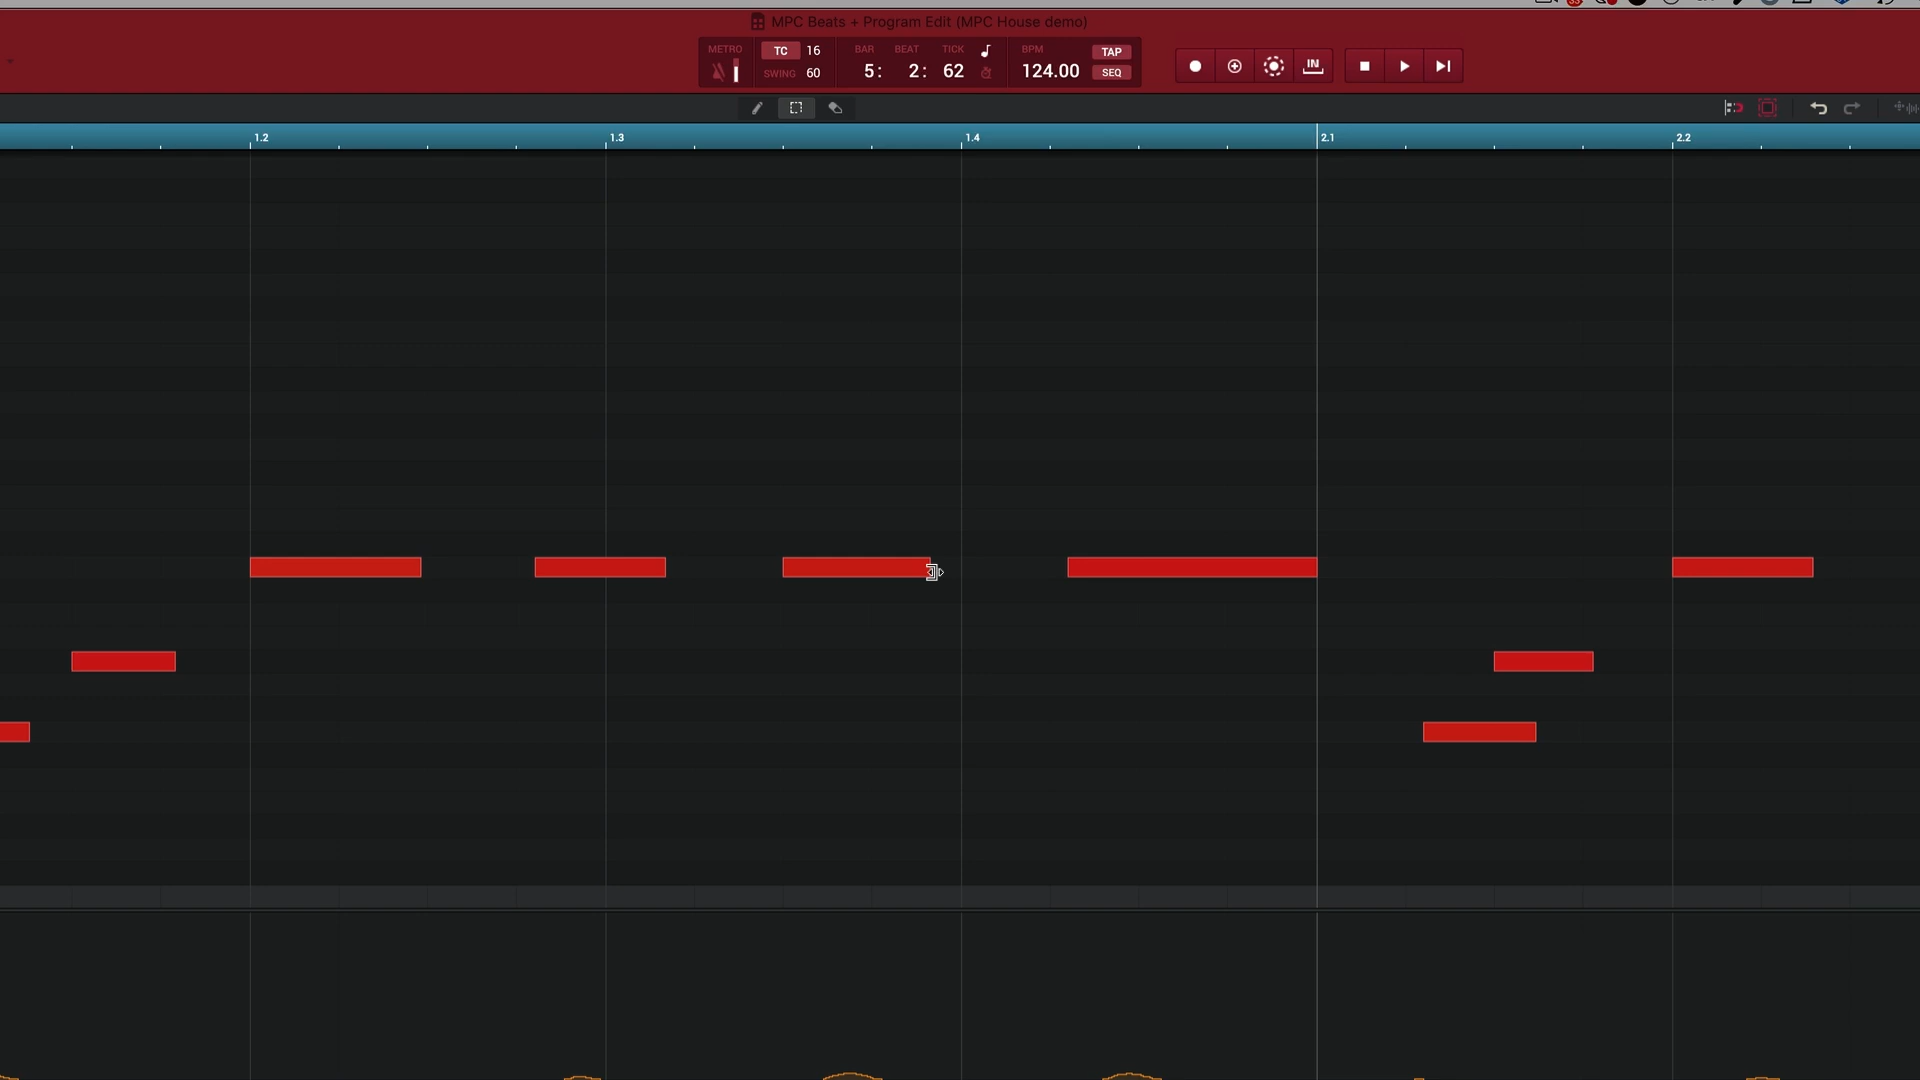 MPC Beats + Program Edit (MPC House demo)
METRO TC 16 BAR BEAT TICK BPM TAP
SWING 60 5: 2: 62 124.00 SEQ
IN
1.2 1.3 1.4 2.1 2.2